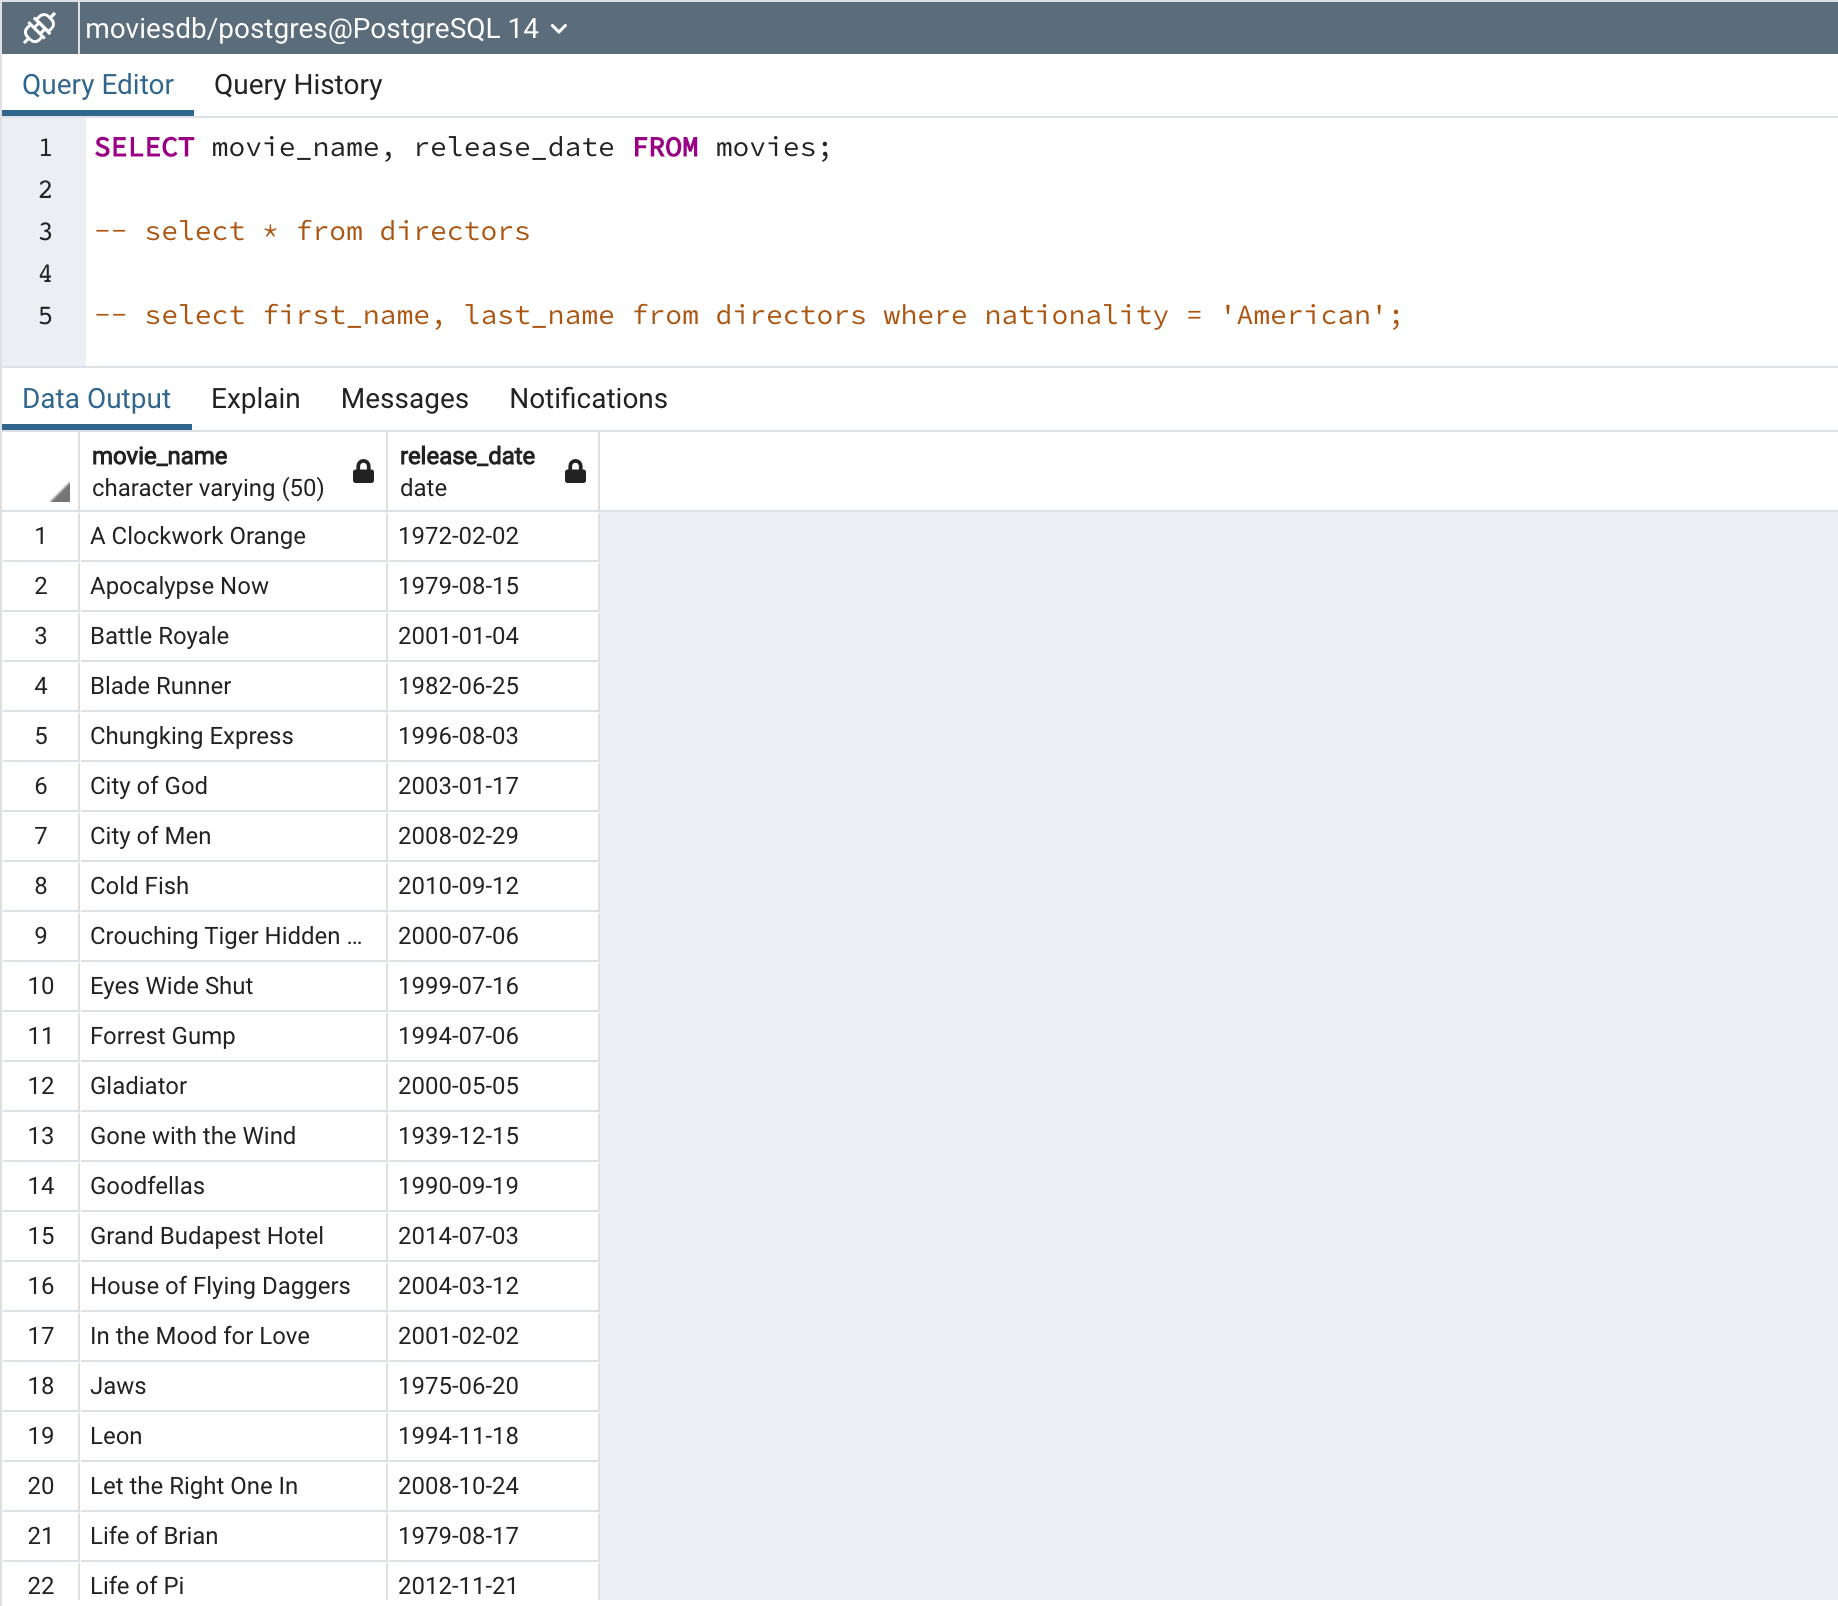 moviesdb/postgres@PostgreSQL 14
Query Editor Query History
1 SELECT movie_name, release_date FROM movies;
2
3 -- select * from directors
4
5 -- select first_name, last_name from directors where nationality = 'American';
Data Output Explain Messages Notifications
movie_name release_date
character varying (50) date
1 A Clockwork Orange 1972-02-02
2 Apocalypse Now 1979-08-15
3 Battle Royale 2001-01-04
4 Blade Runner 1982-06-25
5 Chungking Express 1996-08-03
6 City of God 2003-01-17
7 City of Men 2008-02-29
8 Cold Fish 2010-09-12
9 Crouching Tiger Hidden ... 2000-07-06
10 Eyes Wide Shut 1999-07-16
11 Forrest Gump 1994-07-06
12 Gladiator 2000-05-05
13 Gone with the Wind 1939-12-15
14 Goodfellas 1990-09-19
15 Grand Budapest Hotel 2014-07-03
16 House of Flying Daggers 2004-03-12
17 In the Mood for Love 2001-02-02
18 Jaws 1975-06-20
19 Leon 1994-11-18
20 Let the Right One In 2008-10-24
21 Life of Brian 1979-08-17
22 Life of Pi 2012-11-21